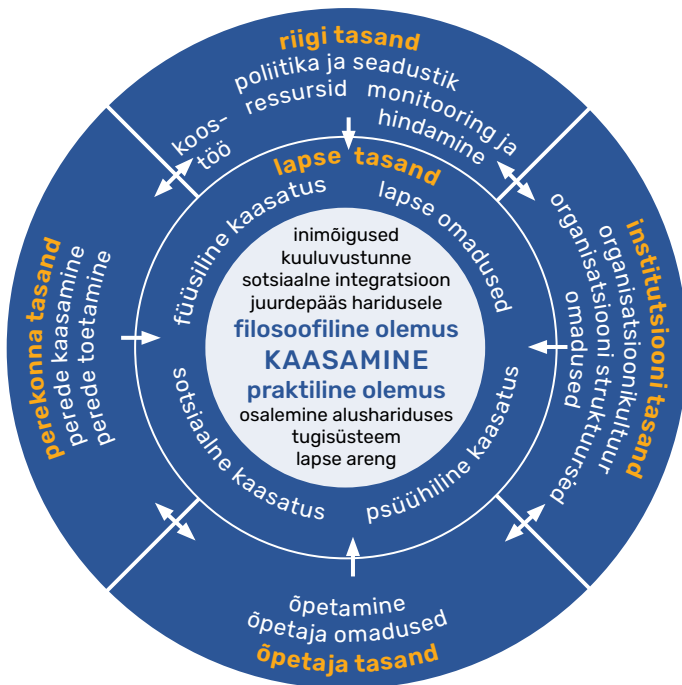 riigi tasand
poliitika ja seadustik
ressursid
monitooring ja
hindamine
koos-
töö
lapse tasand
füüsiline kaasatus
lapse omadused
sotsiaalne kaasatus
psüühiline kaasatus
inimõigused
kuuluvustunne
sotsiaalne integratsioon
juurdepääs haridusele
filosoofiline olemus
KAASAMINE
praktiline olemus
osalemine alushariduses
tugisüsteem
lapse areng
perekonna tasand
perede kaasamine
perede toetamine
institutsiooni tasand
organisatsioonikultuur
organisatsiooni struktuursed
omadused
õpetamine
õpetaja omadused
õpetaja tasand